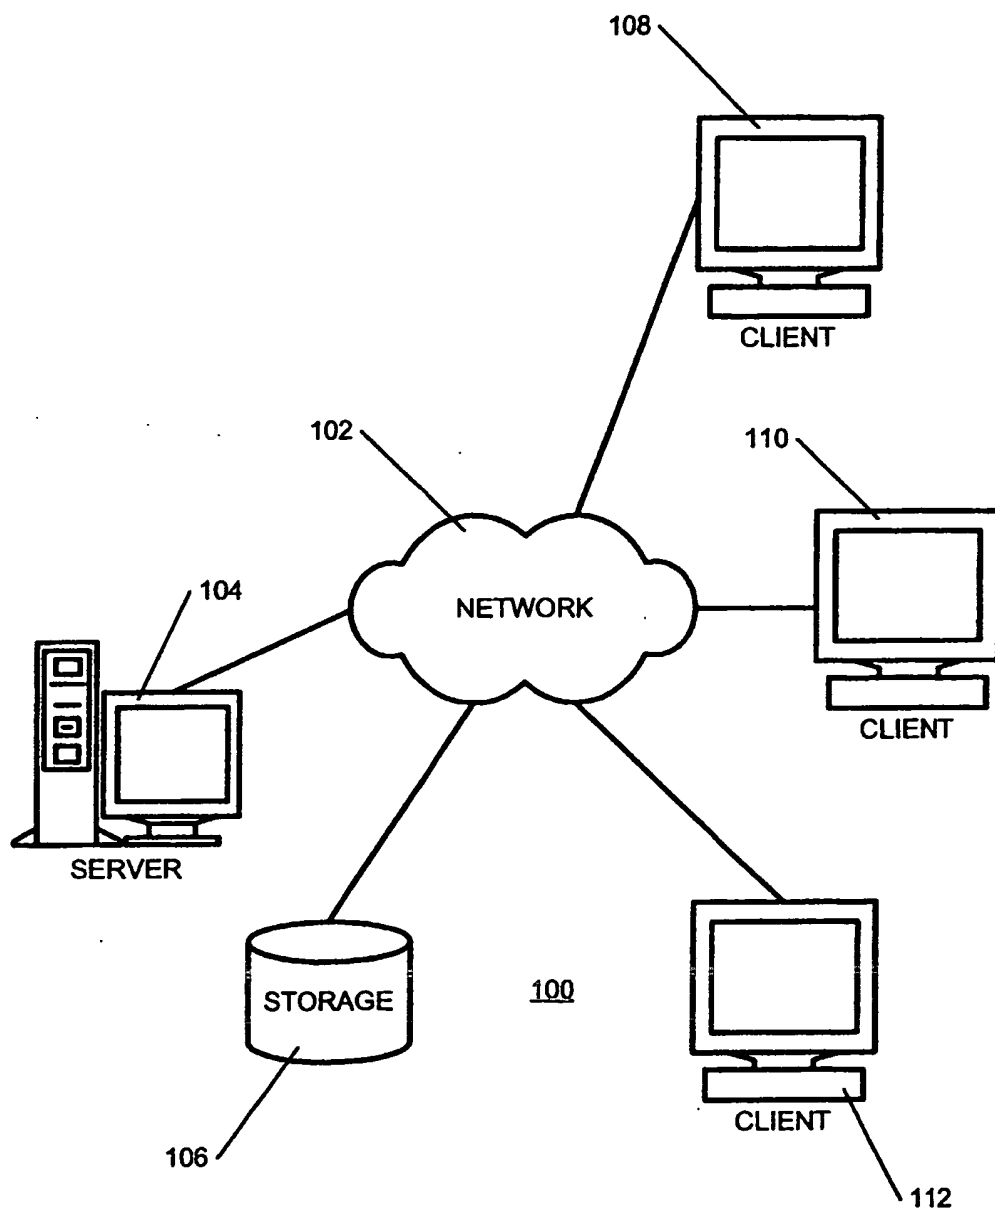 108
CLIENT
102
110
104
NETWORK
CLIENT
SERVER
STORAGE
100
CLIENT
106
112